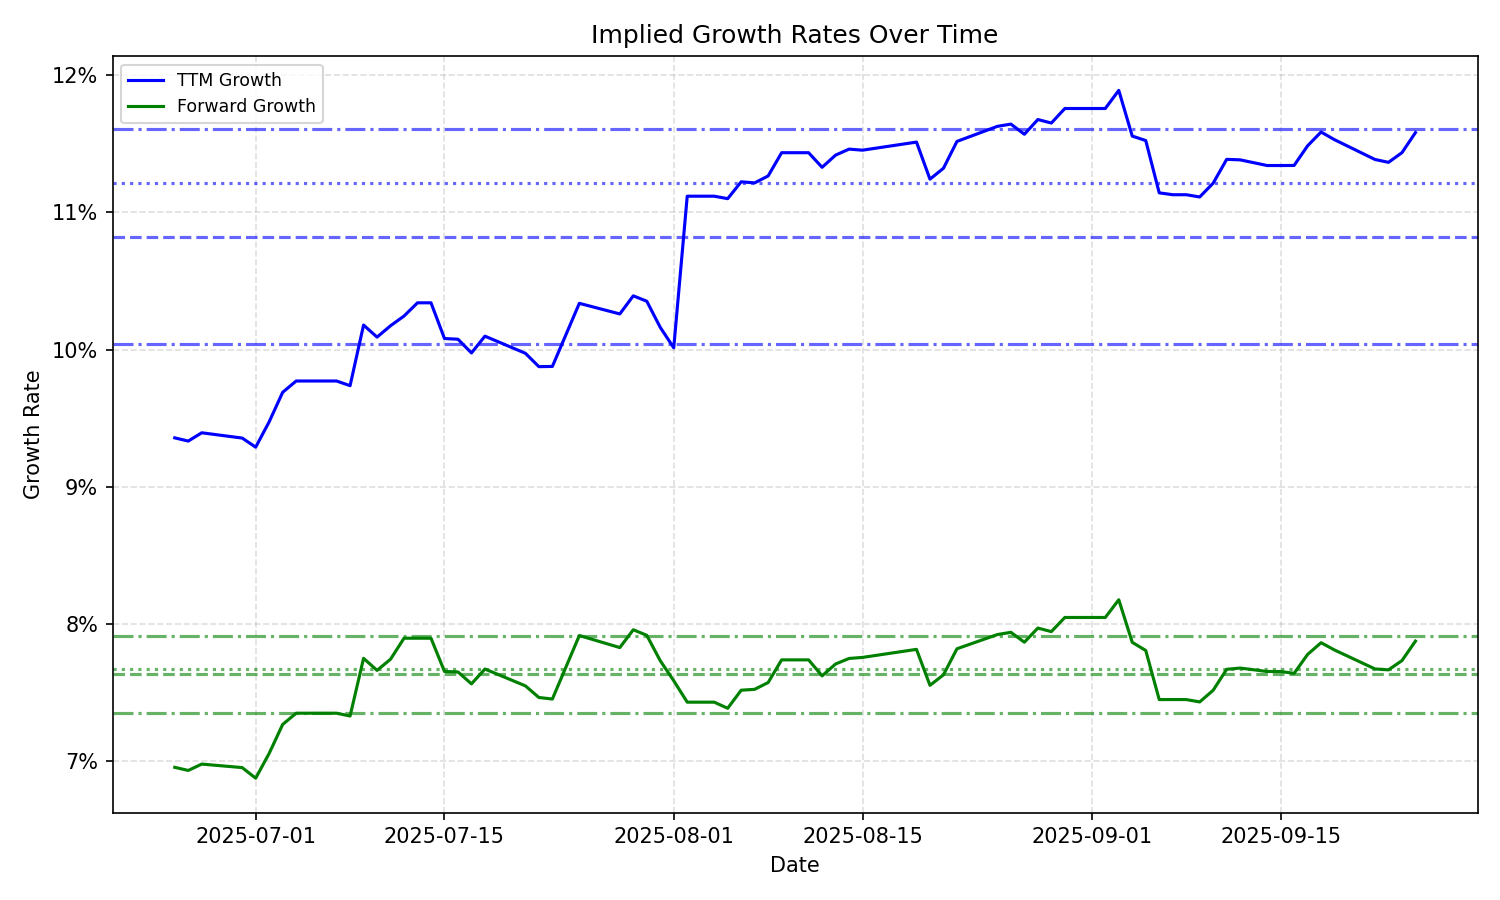 Implied Growth Rates Over Time
TTM Growth
Forward Growth
Growth Rate
12%
11%
10%
9%
8%
7%
2025-07-01
2025-07-15
2025-08-01
2025-08-15
2025-09-01
2025-09-15
Date